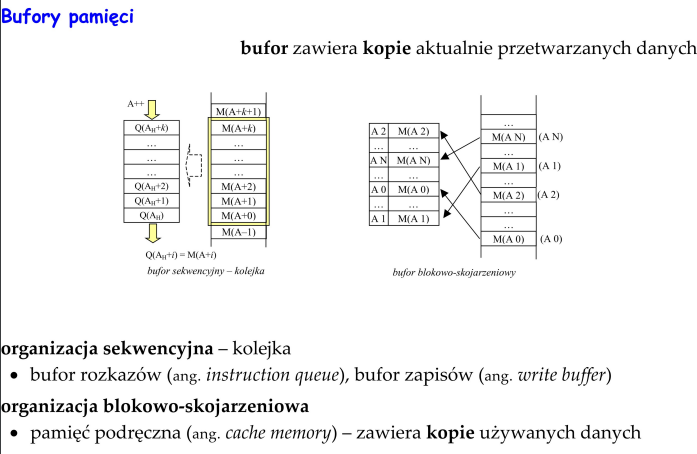 Bufory pamięci
bufor zawiera kopie aktualnie przetwarzanych danych
A++
Q(A_H+k)
…
…
…
Q(A_H+2)
Q(A_H+1)
Q(A_H)
M(A+k+1)
M(A+k)
…
…
…
M(A+2)
M(A+1)
M(A+0)
M(A–1)
Q(A_H+i) = M(A+i)
bufor sekwencyjny – kolejka
A 2 M(A 2)
… …
A N M(A N)
… …
A 0 M(A 0)
… …
A 1 M(A 1)
…
M(A N) (A N)
…
M(A 1) (A 1)
…
M(A 2) (A 2)
…
…
M(A 0) (A 0)
bufor blokowo-skojarzeniowy
organizacja sekwencyjna – kolejka
• bufor rozkazów (ang. instruction queue), bufor zapisów (ang. write buffer)
organizacja blokowo-skojarzeniowa
• pamięć podręczna (ang. cache memory) – zawiera kopie używanych danych